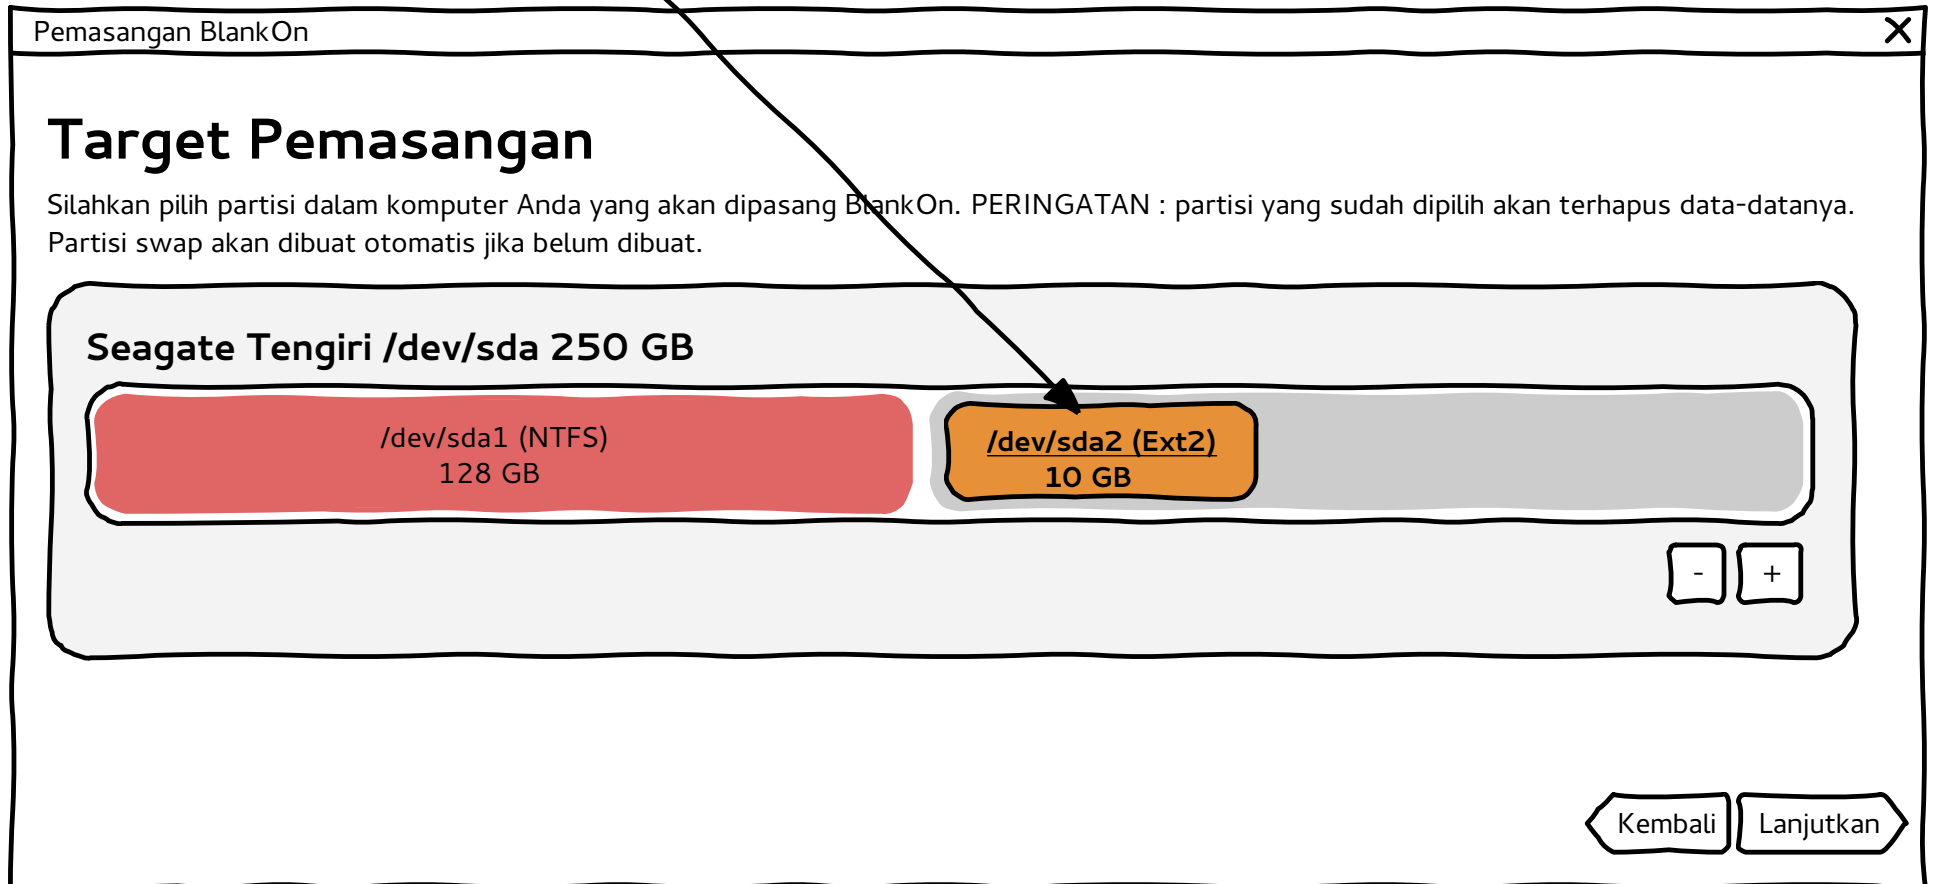 Pemasangan BlankOn
Target Pemasangan
Silahkan pilih partisi dalam komputer Anda yang akan dipasang BlankOn. PERINGATAN : partisi yang sudah dipilih akan terhapus data-datanya.
Partisi swap akan dibuat otomatis jika belum dibuat.
Seagate Tengiri /dev/sda 250 GB
/dev/sda1 (NTFS)
128 GB
/dev/sda2 (Ext2)
10 GB
- +
Kembali Lanjutkan